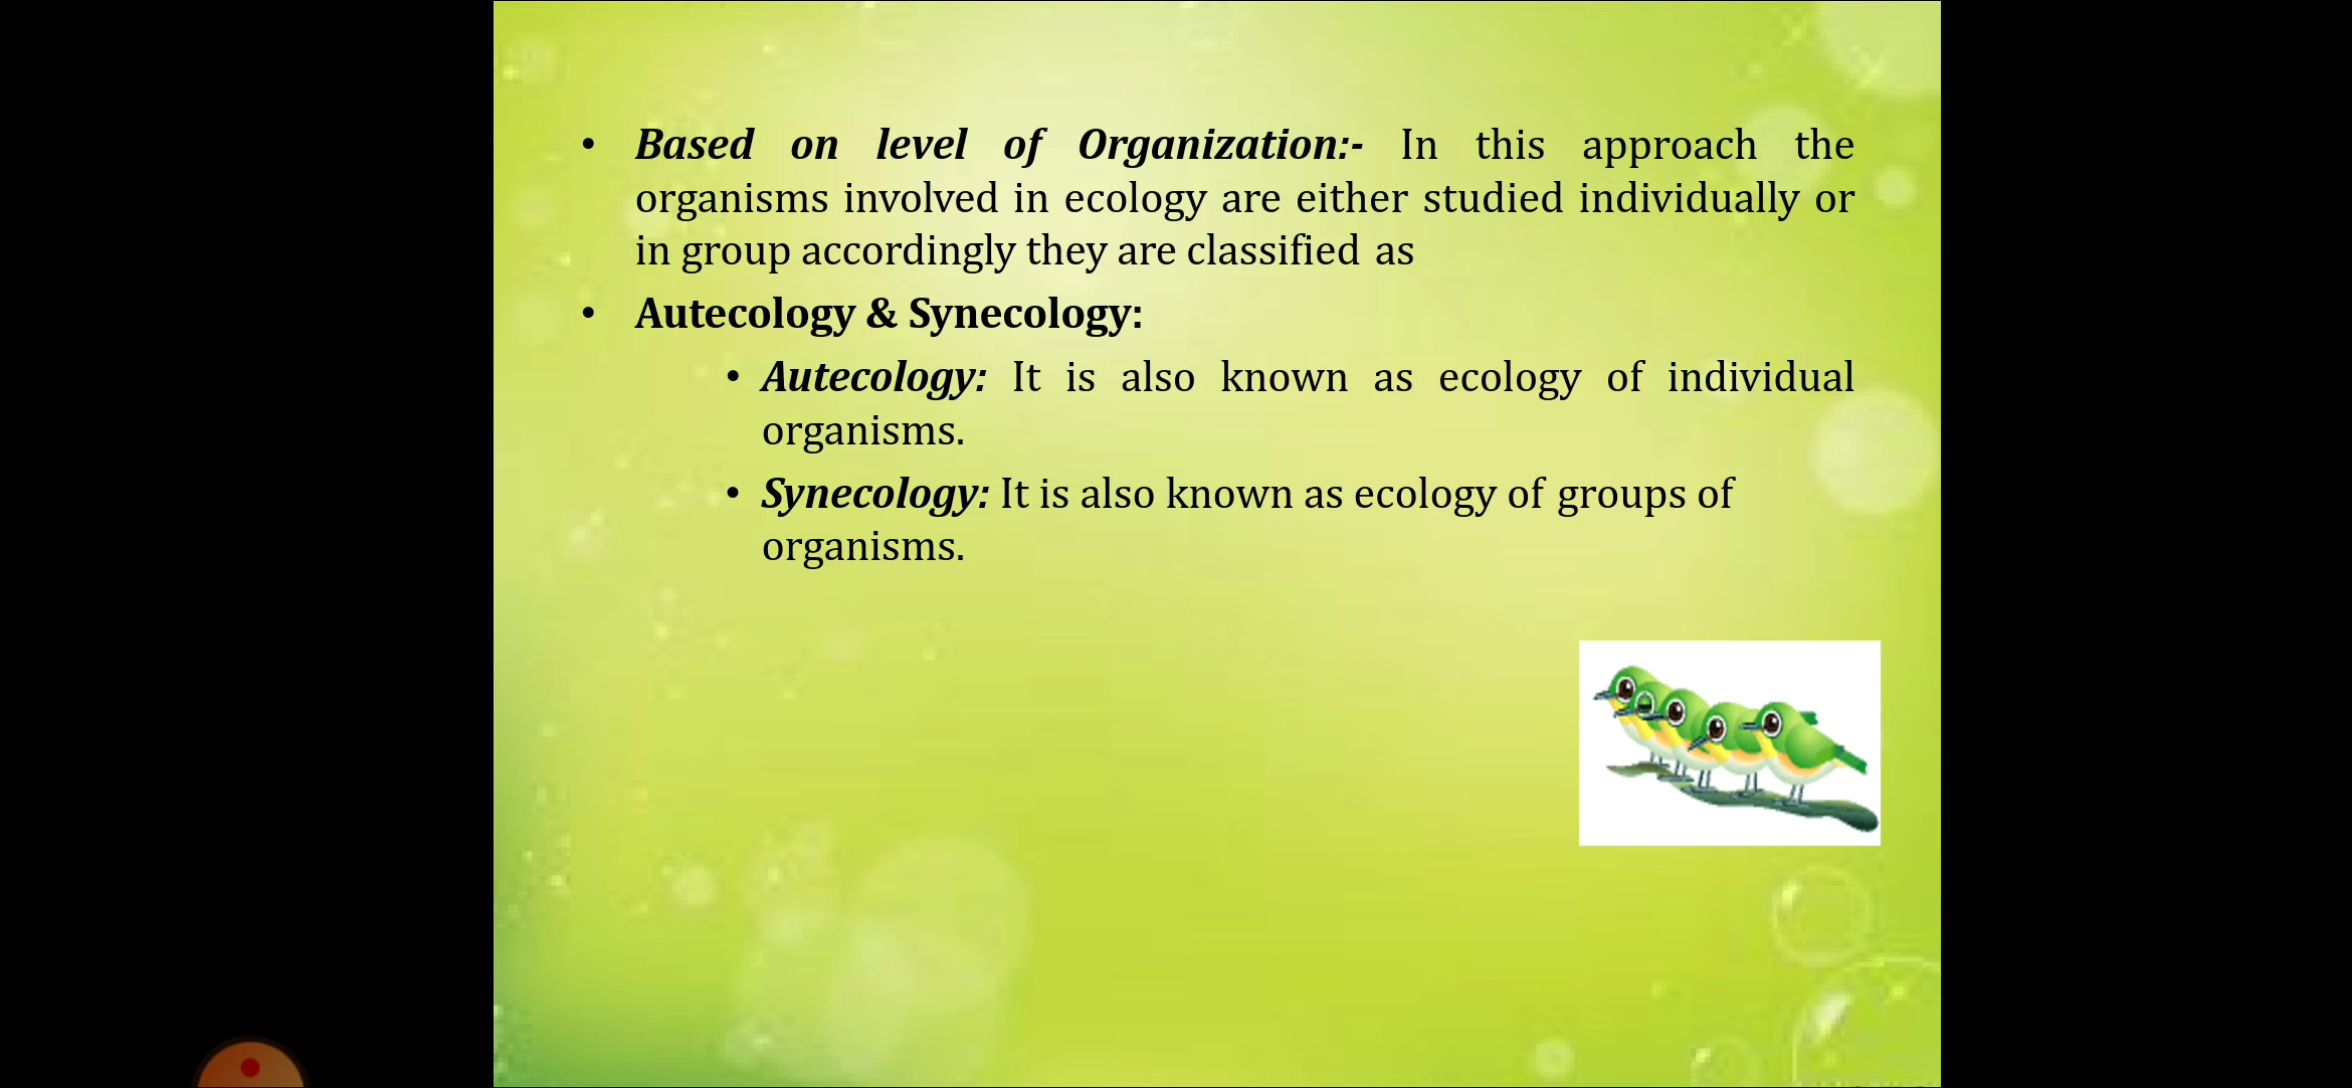 • Based on level of Organization:- In this approach the
organisms involved in ecology are either studied individually or
in group accordingly they are classified as
• Autecology & Synecology:
• Autecology: It is also known as ecology of individual
organisms.
• Synecology: It is also known as ecology of groups of
organisms.